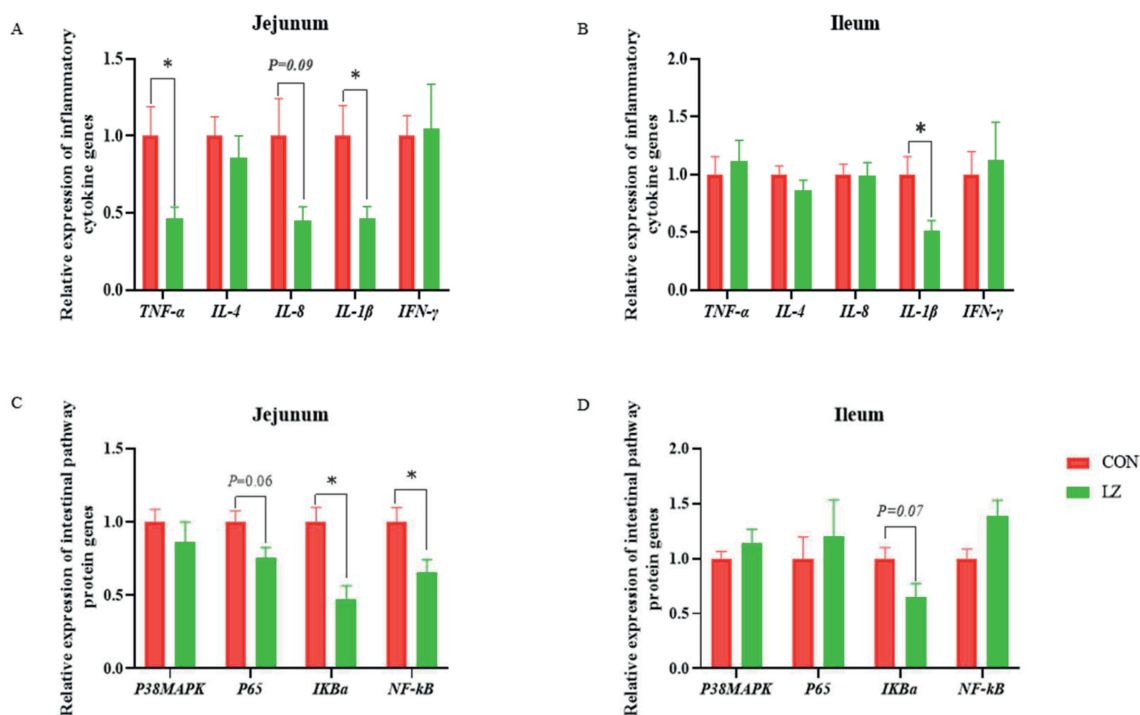 A
Jejunum
Relative expression of inflammatory
cytokine genes
1.5
1.0
0.5
0.0
*
P=0.09
*
TNF-α IL-4 IL-8 IL-1β IFN-γ
B
Ileum
Relative expression of inflammatory
cytokine genes
2.0
1.5
1.0
0.5
0.0
*
TNF-α IL-4 IL-8 IL-1β IFN-γ
C
Jejunum
Relative expression of intestinal pathway
protein genes
1.5
1.0
0.5
0.0
P=0.06
*
*
P38MAPK P65 IKBa NF-kB
D
Ileum
Relative expression of intestinal pathway
protein genes
2.0
1.5
1.0
0.5
0.0
P=0.07
P38MAPK P65 IKBa NF-kB
CON
LZ